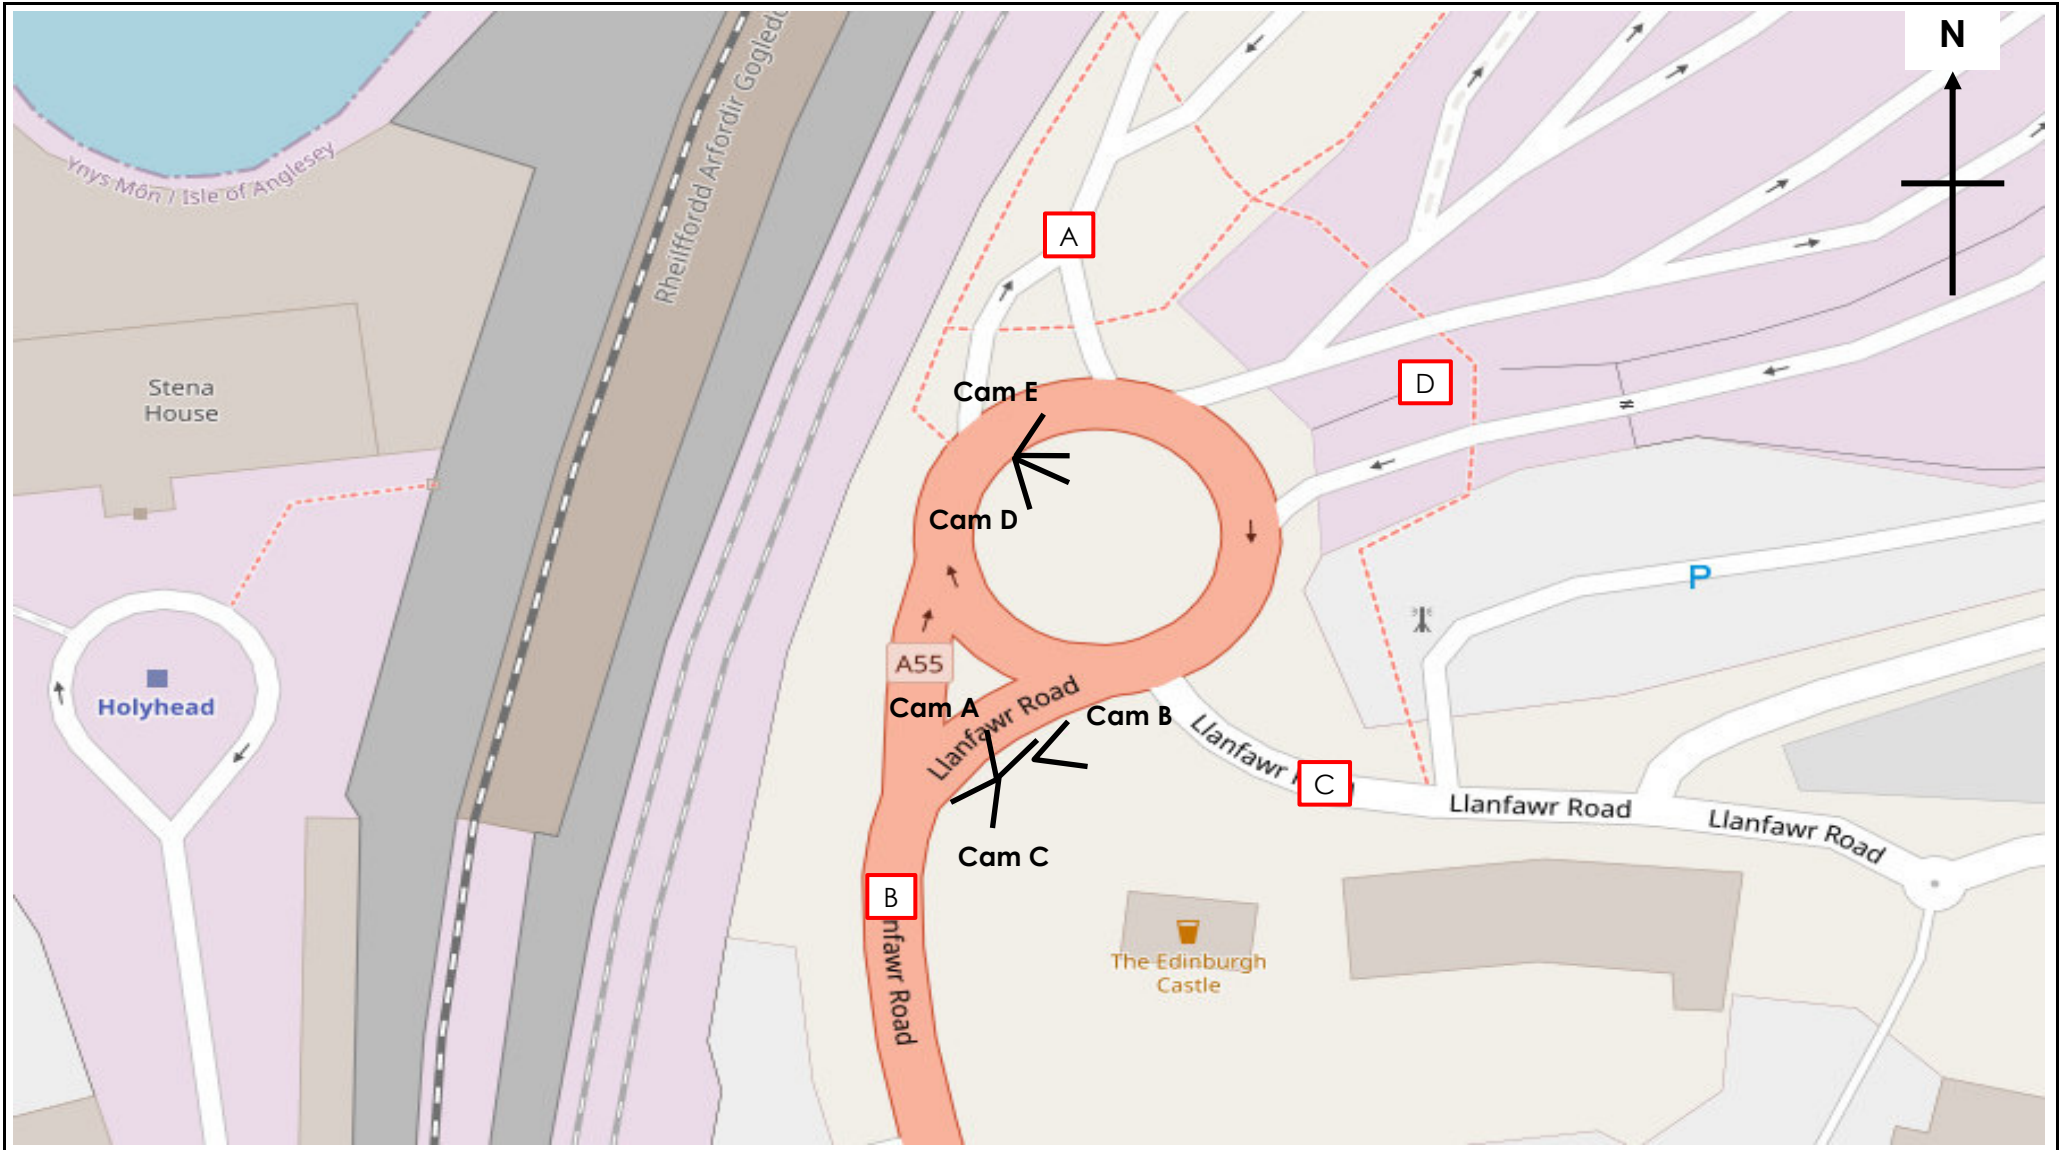 N
Ynys Môn / Isle of Anglesey
Rheilffordd Arfordir Gogledd
A
Stena
House
Cam E
D
Cam D
P
A55
Holyhead
Cam A
Llanfawr Road
Cam B
Llanfawr
C
Llanfawr Road
Llanfawr Road
Cam C
B
nfawr Road
The Edinburgh
Castle